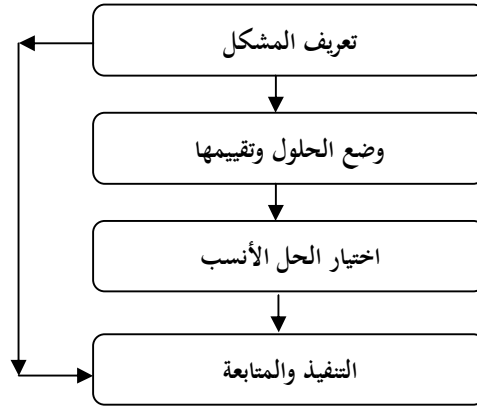 تعريف المشكل
وضع الحلول وتقييمها
اختيار الحل الأنسب
التنفيذ والمتابعة